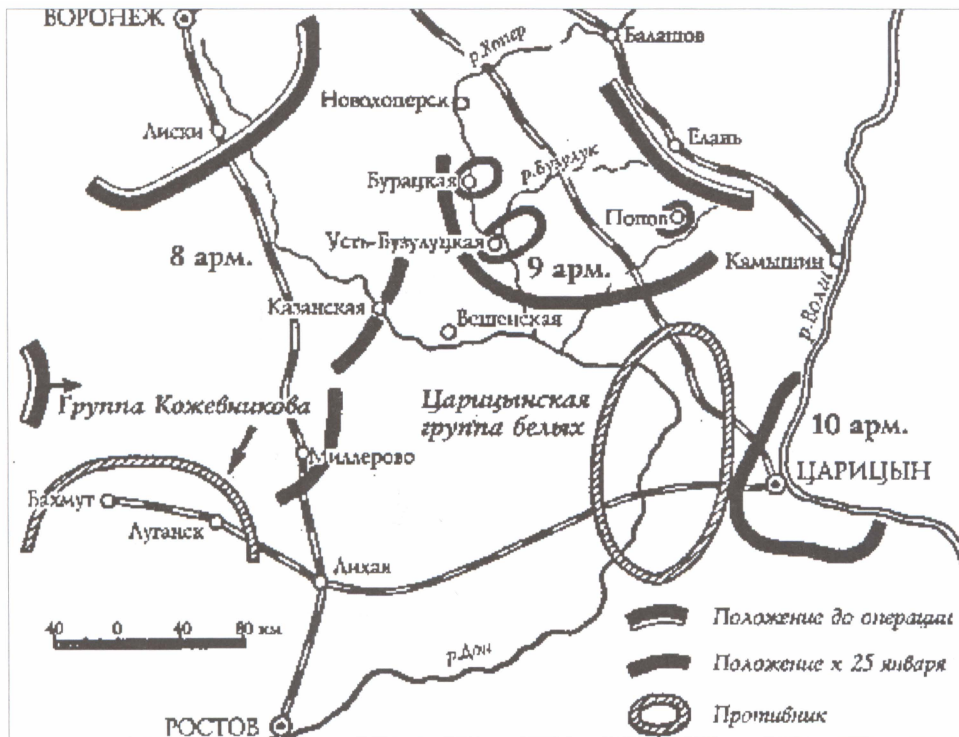 ВОРОНЕЖ
р.Хопер
Балашов
Новохоперск
Лиски
Елань
Бурацкая
р.Бузулук
Попов
Усть-Бузулуцкая
8 арм.
9 арм.
Камышин
р.Волга
Казанская
Вешенская
Группа Кожевникова
Царицынская
группа белых
10 арм.
Миллерово
ЦАРИЦЫН
Бахмут
Луганск
Лихая
40 0 40 80 км
р.Дон
РОСТОВ
Положение до операции
Положение к 25 января
Противник